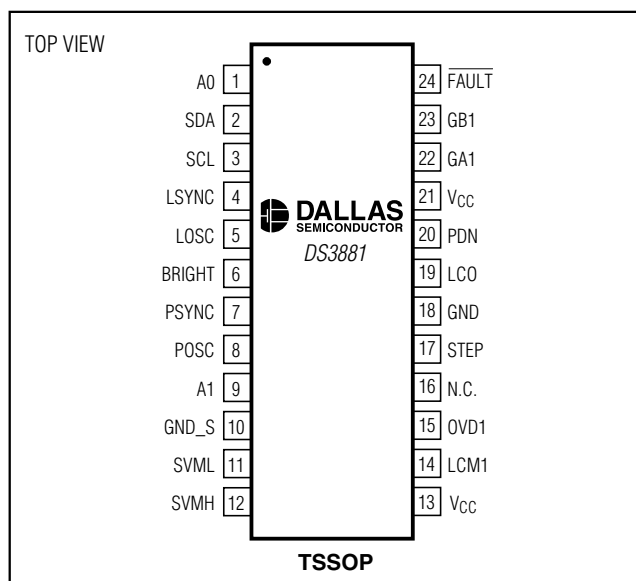 TOP VIEW
A0 1
SDA 2
SCL 3
LSYNC 4
LOSC 5
BRIGHT 6
PSYNC 7
POSC 8
A1 9
GND_S 10
SVML 11
SVMH 12
DALLAS
SEMICONDUCTOR
DS3881
24 FAULT
23 GB1
22 GA1
21 VCC
20 PDN
19 LCO
18 GND
17 STEP
16 N.C.
15 OVD1
14 LCM1
13 VCC
TSSOP